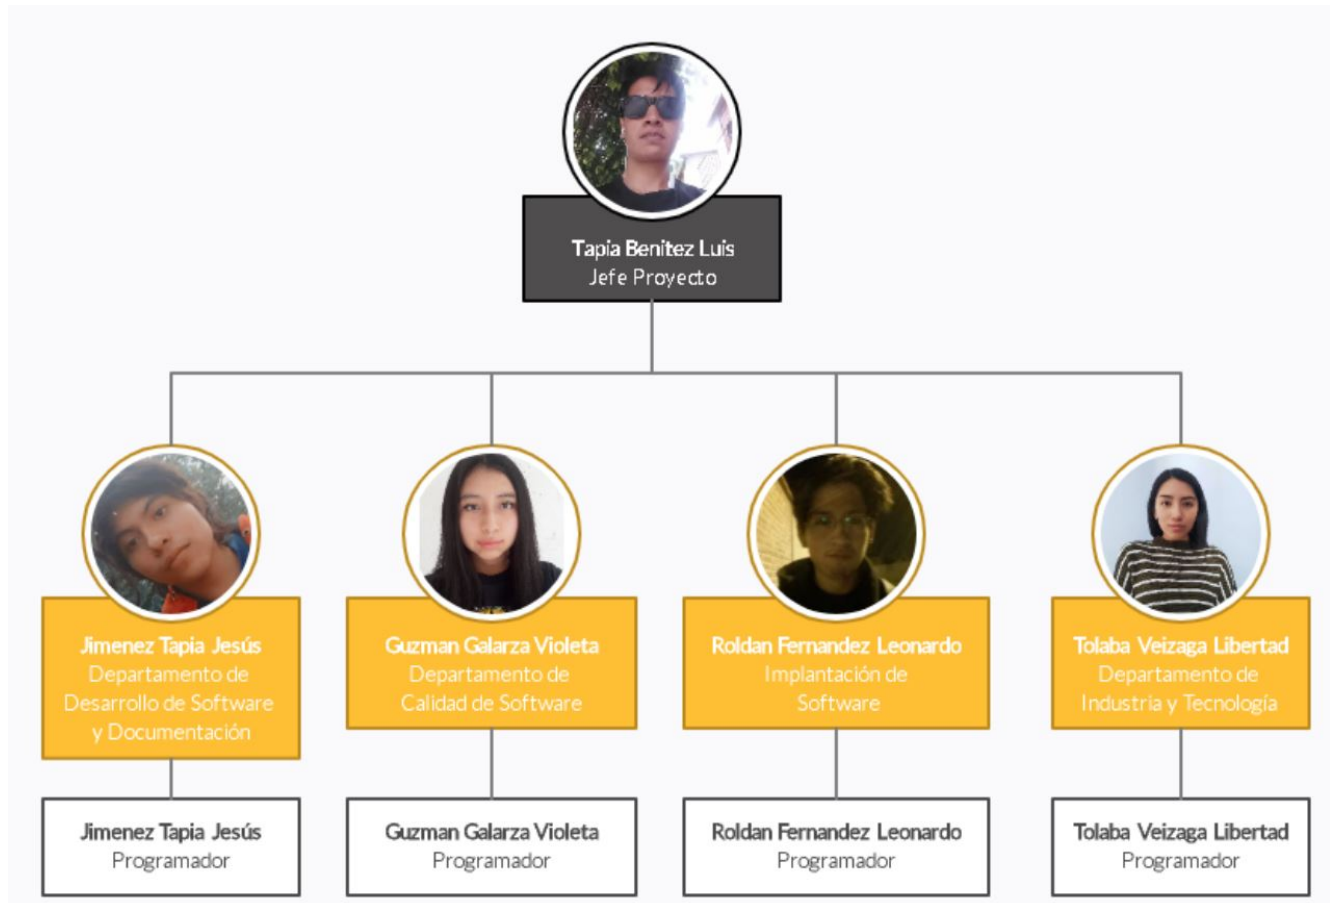 Tapia Benitez Luis
Jefe Proyecto
Jimenez Tapia Jesús
Departamento de
Desarrollo de Software
y Documentación
Guzman Galarza Violeta
Departamento de
Calidad de Software
Roldan Fernandez Leonardo
Implantación de
Software
Tolaba Veizaga Libertad
Departamento de
Industria y Tecnología
Jimenez Tapia Jesús
Programador
Guzman Galarza Violeta
Programador
Roldan Fernandez Leonardo
Programador
Tolaba Veizaga Libertad
Programador